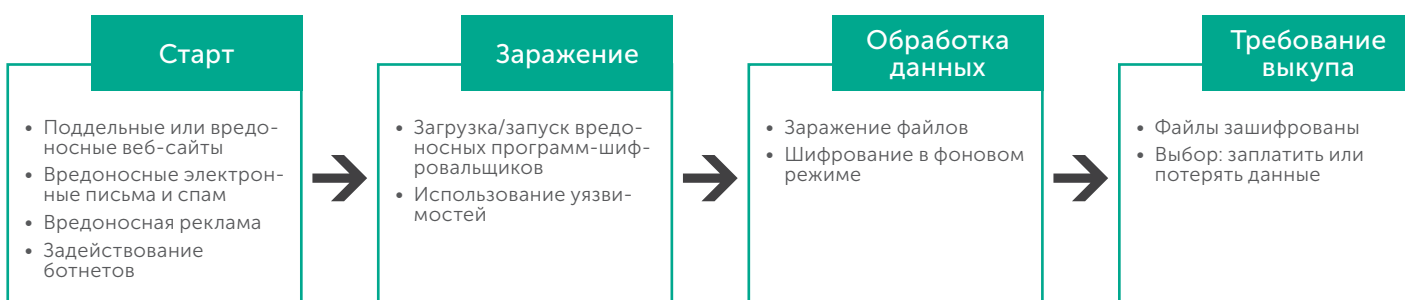 Старт
• Поддельные или вредо-
носные веб-сайты
• Вредоносные электрон-
ные письма и спам
• Вредоносная реклама
• Задействование
ботнетов
Заражение
• Загрузка/запуск вредо-
носных программ-шиф-
ровальщиков
• Использование уязви-
мостей
Обработка
данных
• Заражение файлов
• Шифрование в фоновом
режиме
Требование
выкупа
• Файлы зашифрованы
• Выбор: заплатить или
потерять данные